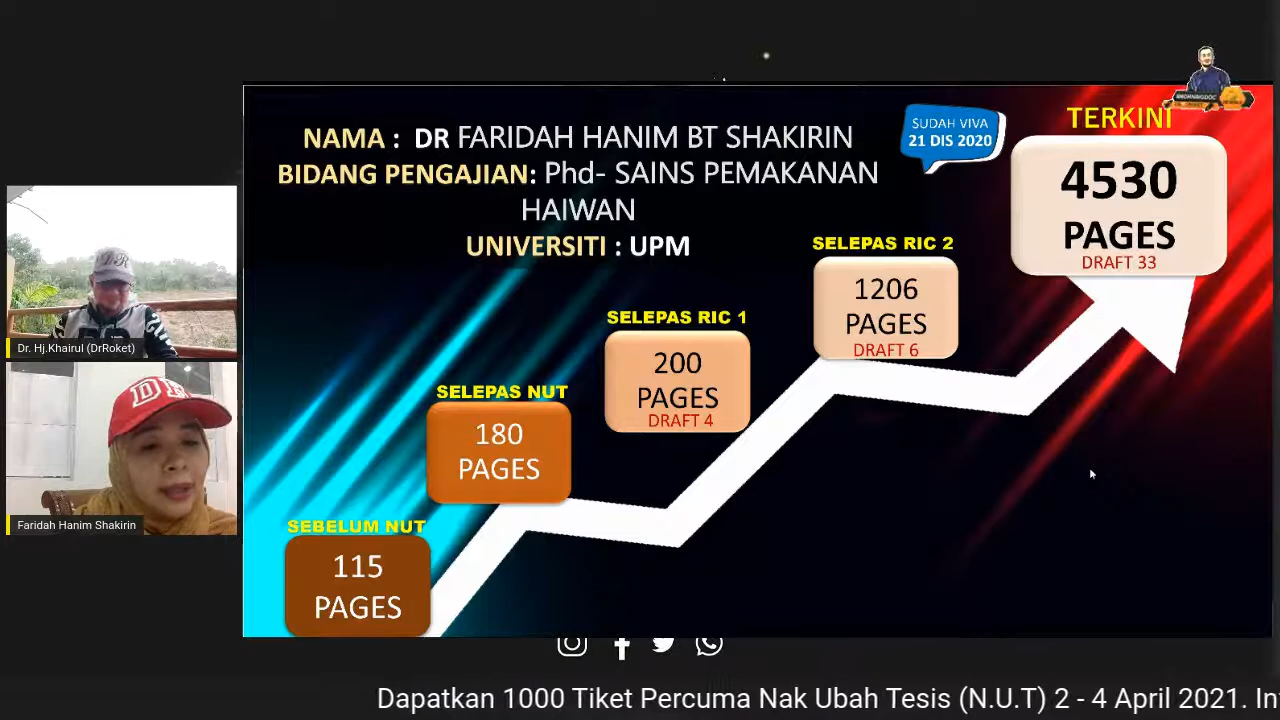 NAMA : DR FARIDAH HANIM BT SHAKIRIN
BIDANG PENGAJIAN: Phd- SAINS PEMAKANAN
HAIWAN
UNIVERSITI : UPM
SUDAH VIVA
21 DIS 2020
TERKINI
4530
PAGES
DRAFT 33
SELEPAS RIC 2
1206
PAGES
DRAFT 6
SELEPAS RIC 1
200
PAGES
DRAFT 4
SELEPAS NUT
180
PAGES
SEBELUM NUT
115
PAGES
Dr. Hj.Khairul (DrRoket)
Faridah Hanim Shakirin
Dapatkan 1000 Tiket Percuma Nak Ubah Tesis (N.U.T) 2 - 4 April 2021. In